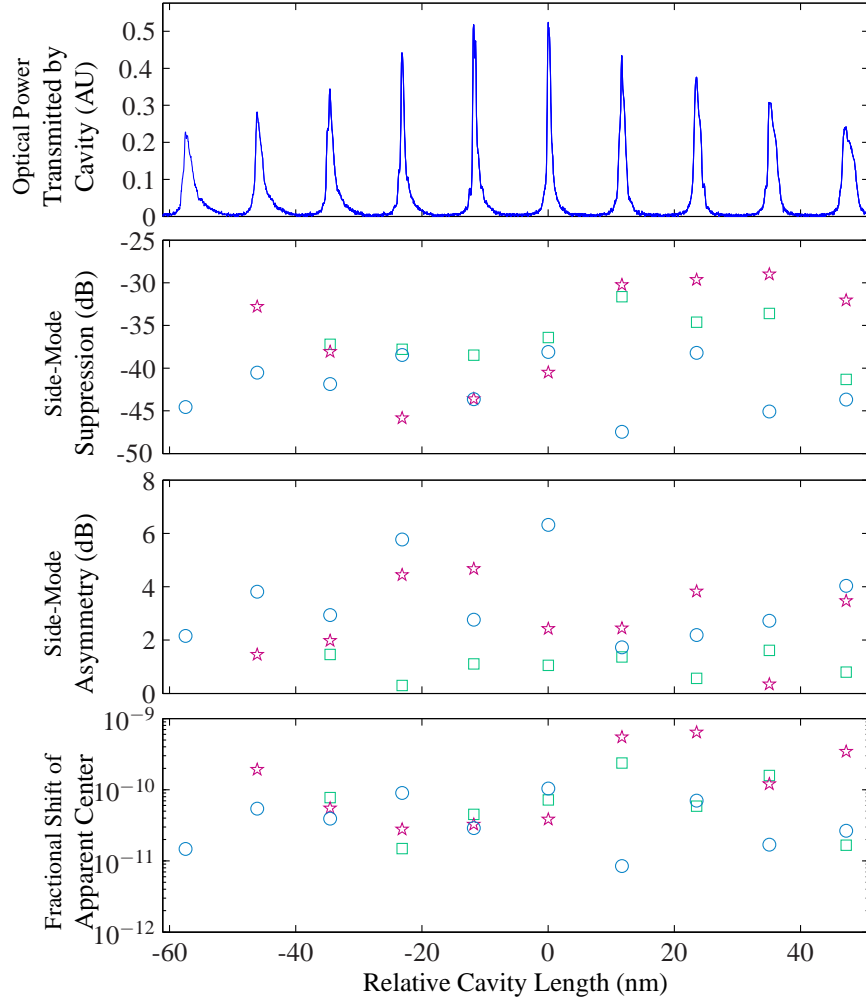 Optical Power
Transmitted by
Cavity (AU)
0.5
0.4
0.3
0.2
0.1
0
Side-Mode
Suppression (dB)
-25
-30
-35
-40
-45
-50
Side-Mode
Asymmetry (dB)
8
6
4
2
0
Fractional Shift of
Apparent Center
10^-9
10^-10
10^-11
10^-12
-60 -40 -20 0 20 40
Relative Cavity Length (nm)